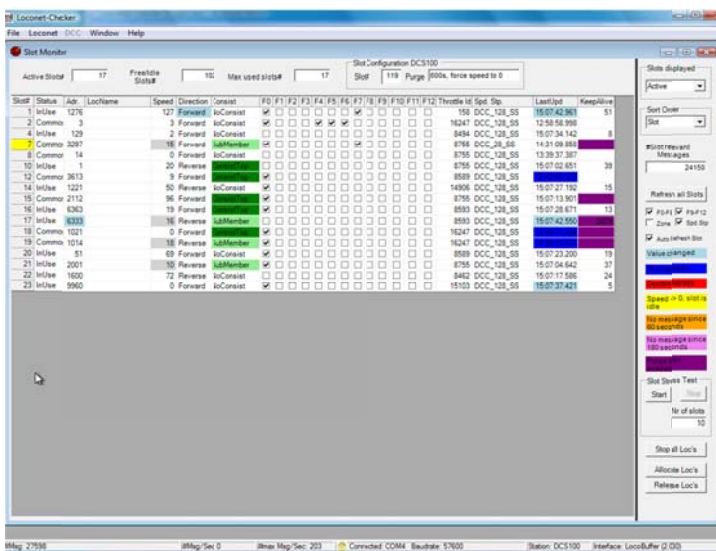 Loconet-Checker
File Loconet DCC Window Help
Slot Monitor
Active Slots# 17 Free/Idle Slots# 10 Max used slots# 17
Slot Configuration DCS100
Slot# 119 Purge 600s, force speed to 0
Slot# Status Adr. LocName Speed Direction Consist F0 F1 F2 F3 F4 F5 F6 F7 F8 F9 F10 F11 F12 Throttle Id Spd. Stp. LastUpd KeepAlive
1 InUse 1276 127 Forward NoConsist 158 DCC_128_SS 15:07:42.961 51
2 Commo 3 3 Forward NoConsist 16247 DCC_128_SS 12:58:58.998
4 InUse 129 2 Forward NoConsist 8494 DCC_128_SS 15:07:34.142 8
7 Commo 3297 16 Forward SubMember 8766 DCC_28_SS 14:31:09.868
8 Commo 14 0 Forward NoConsist 8755 DCC_128_SS 13:39:37.387
10 InUse 1 20 Reverse 8755 DCC_128_SS 15:07:02.651 39
12 Commo 3613 9 Forward 8589 DCC_128_SS
14 InUse 1221 50 Reverse NoConsist 14906 DCC_128_SS 15:07:27.192 15
15 Commo 2112 96 Forward 8755 DCC_128_SS 15:07:13.901
16 InUse 6363 19 Forward 8593 DCC_128_SS 15:07:28.671 13
17 InUse 6333 16 Reverse SubMember 8593 DCC_128_SS 15:07:42.550
18 Commo 1021 0 Forward 16247 DCC_128_SS
19 Commo 1014 18 Reverse SubMember 16247 DCC_128_SS
20 InUse 51 69 Forward NoConsist 8589 DCC_128_SS 15:07:23.200 19
21 InUse 2001 10 Reverse SubMember 8755 DCC_128_SS 15:07:04.642 37
22 InUse 1600 72 Reverse NoConsist 8462 DCC_128_SS 15:07:17.586 24
23 InUse 9960 0 Forward NoConsist 15103 DCC_128_SS 15:07:37.421 5
Slots displayed
Active
Sort Order
Slot
#Slot relevant Messages
24158
Refresh all Slots
F0-F8 F9-F12
Zone Spd Stp
Auto refresh Slot
Value changed
Speed -> 0, slot is idle
No message since 60 seconds
No message since 180 seconds
Slot Stress Test
Start Stop
Nr of slots
10
Stop all Loc's
Allocate Loc's
Release Loc's
#Msg: 27598 #Msg/Sec 0 #max Msg/Sec: 203 Connected: COM4 Baudrate: 57600 Station: DCS100 Interface: LocoBuffer